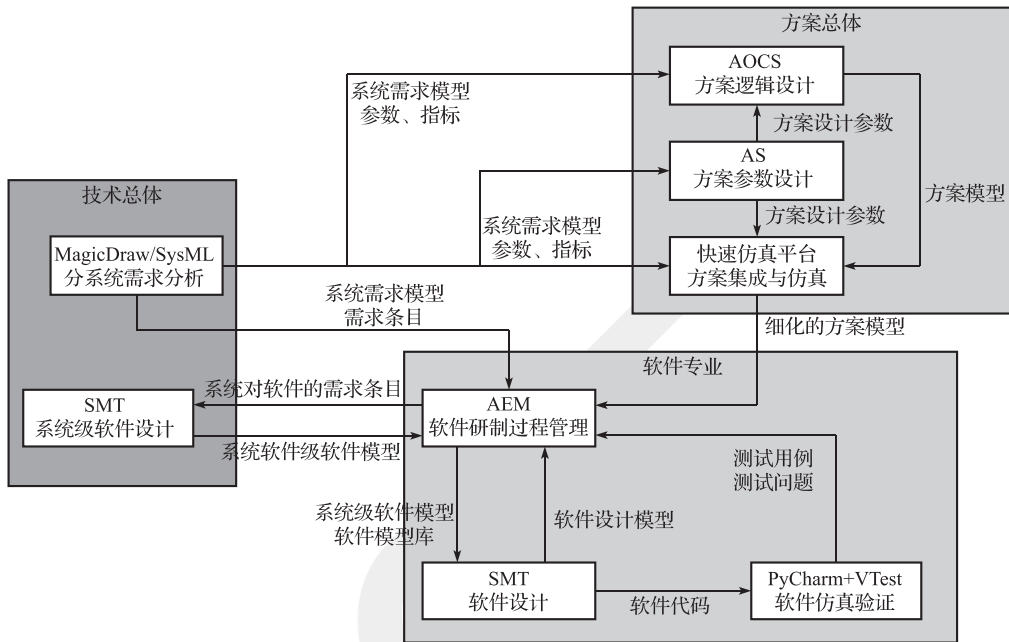 方案总体
AOCS
方案逻辑设计
系统需求模型
参数、指标
方案设计参数
AS
方案参数设计
技术总体
方案模型
方案设计参数
系统需求模型
参数、指标
MagicDraw/SysML
分系统需求分析
快速仿真平台
方案集成与仿真
系统需求模型
需求条目
细化的方案模型
软件专业
系统对软件的需求条目
SMT
系统级软件设计
AEM
软件研制过程管理
系统软件级软件模型
测试用例
测试问题
系统级软件模型
软件模型库
软件设计模型
SMT
软件设计
软件代码
PyCharm+VTest
软件仿真验证